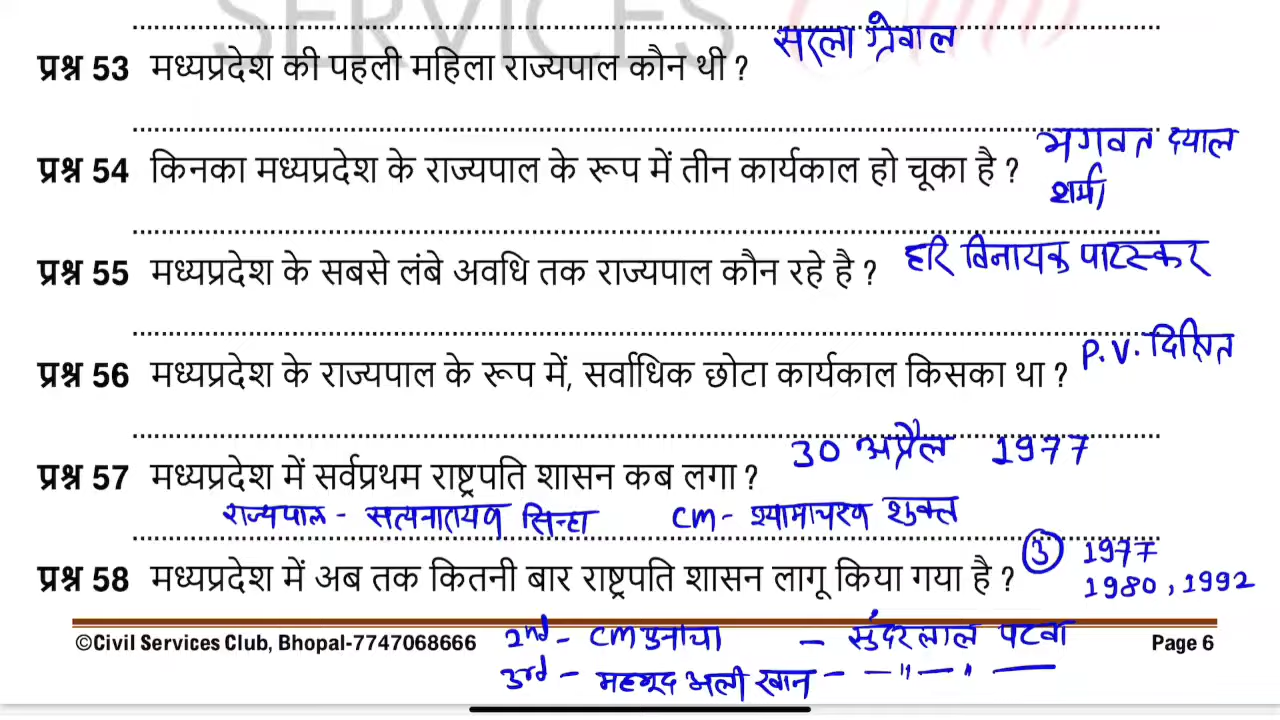 SERVICES
सरला ग्रेवाल
प्रश्न 53 मध्यप्रदेश की पहली महिला राज्यपाल कौन थी ?
भगवत दयाल
प्रश्न 54 किनका मध्यप्रदेश के राज्यपाल के रूप में तीन कार्यकाल हो चूका है ?
शर्मा
हरि विनायक पाटस्कर
प्रश्न 55 मध्यप्रदेश के सबसे लंबे अवधि तक राज्यपाल कौन रहे है ?
P.V. दिक्षित
प्रश्न 56 मध्यप्रदेश के राज्यपाल के रूप में, सर्वाधिक छोटा कार्यकाल किसका था ?
30 अप्रैल 1977
प्रश्न 57 मध्यप्रदेश में सर्वप्रथम राष्ट्रपति शासन कब लगा ?
राज्यपाल - सत्यनारायण सिन्हा CM - श्यामाचरण शुक्ल
③ 1977
प्रश्न 58 मध्यप्रदेश में अब तक कितनी बार राष्ट्रपति शासन लागू किया गया है ?
1980, 1992
2nd - CM पुनाचा - सुंदरलाल पटवा
©Civil Services Club, Bhopal-7747068666 Page 6
3rd - महमूद अली खान - — " — " —